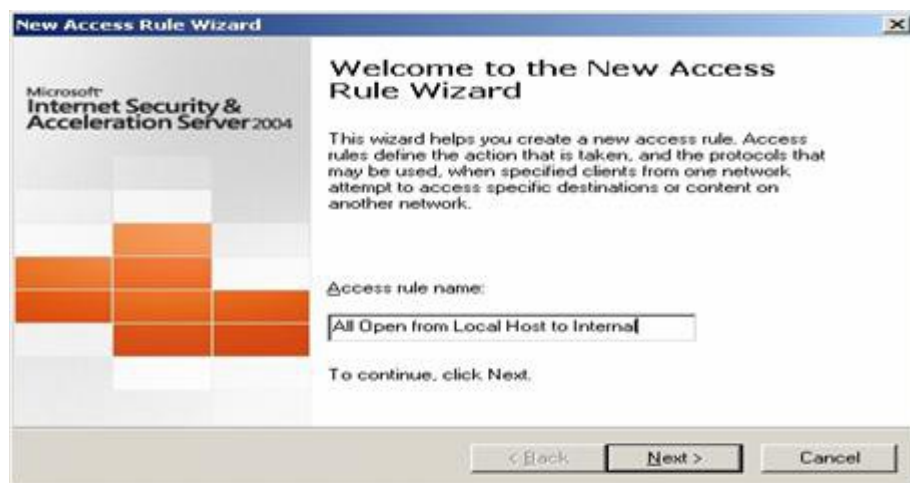 New Access Rule Wizard
Microsoft
Internet Security &
Acceleration Server 2004
Welcome to the New Access
Rule Wizard
This wizard helps you create a new access rule. Access
rules define the action that is taken, and the protocols that
may be used, when specified clients from one network
attempt to access specific destinations or content on
another network.
Access rule name:
All Open from Local Host to Internal
To continue, click Next.
< Back
Next >
Cancel